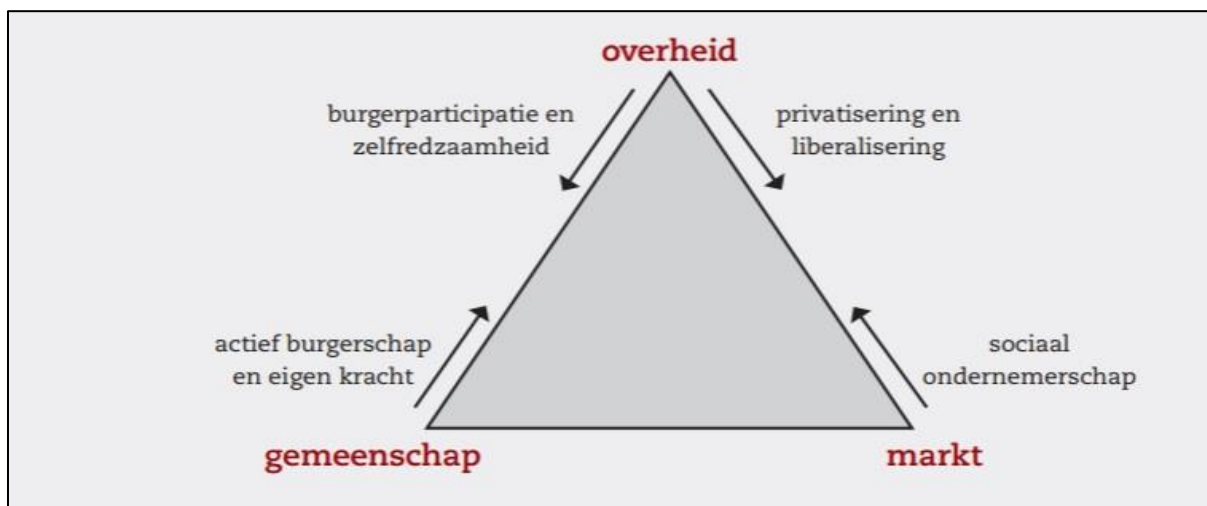 overheid
burgerparticipatie en
zelfredzaamheid
privatisering en
liberalisering
actief burgerschap
en eigen kracht
sociaal
ondernemerschap
gemeenschap
markt